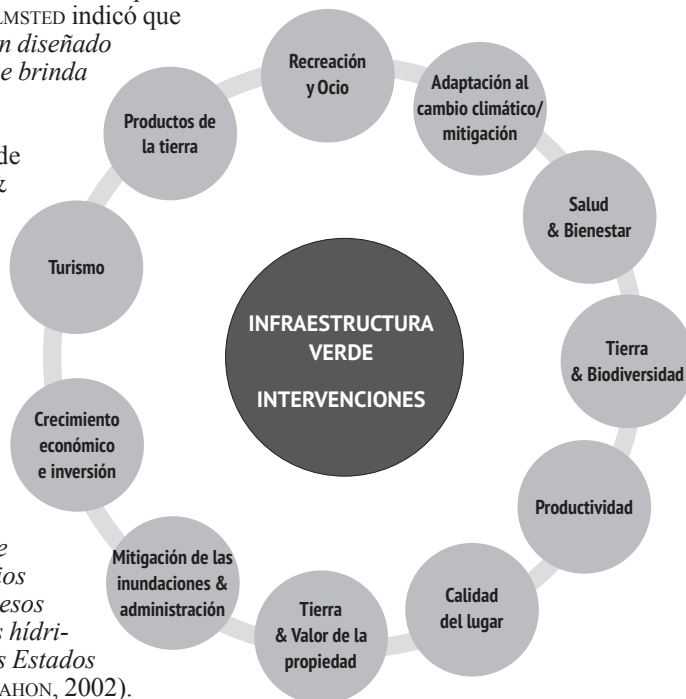 LMSTED indicó que
n diseñado
e brinda
de
&
e
ios
esos
s hídri-
s Estados
AHON, 2002).
Recreación
y Ocio
Adaptación al
cambio climático/
mitigación
Salud
& Bienestar
Tierra
& Biodiversidad
Productividad
Calidad
del lugar
Tierra
& Valor de la
propiedad
Mitigación de las
inundaciones &
administración
Crecimiento
económico
e inversión
Turismo
Productos de
la tierra
INFRAESTRUCTURA
VERDE
INTERVENCIONES